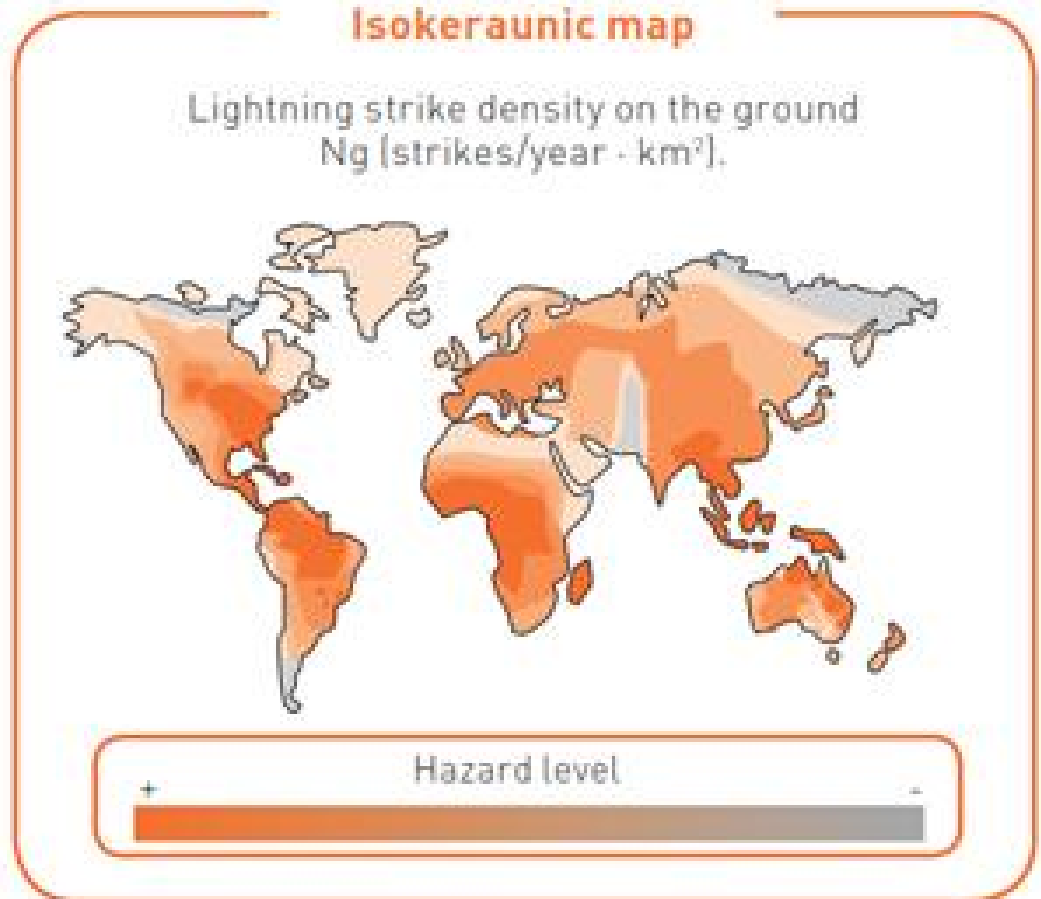 Isokeraunic map
Lightning strike density on the ground
Ng (strikes/year · km²).
Hazard level
+ -